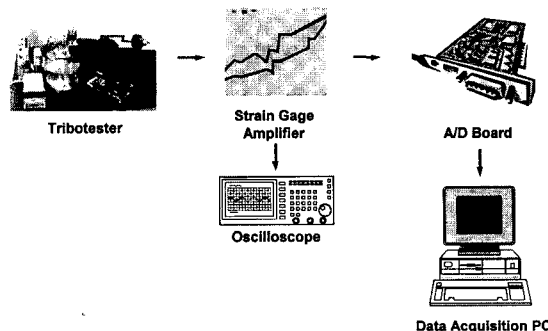 Tribotester
Strain Gage
Amplifier
A/D Board
Oscilloscope
Data Acquisition PC